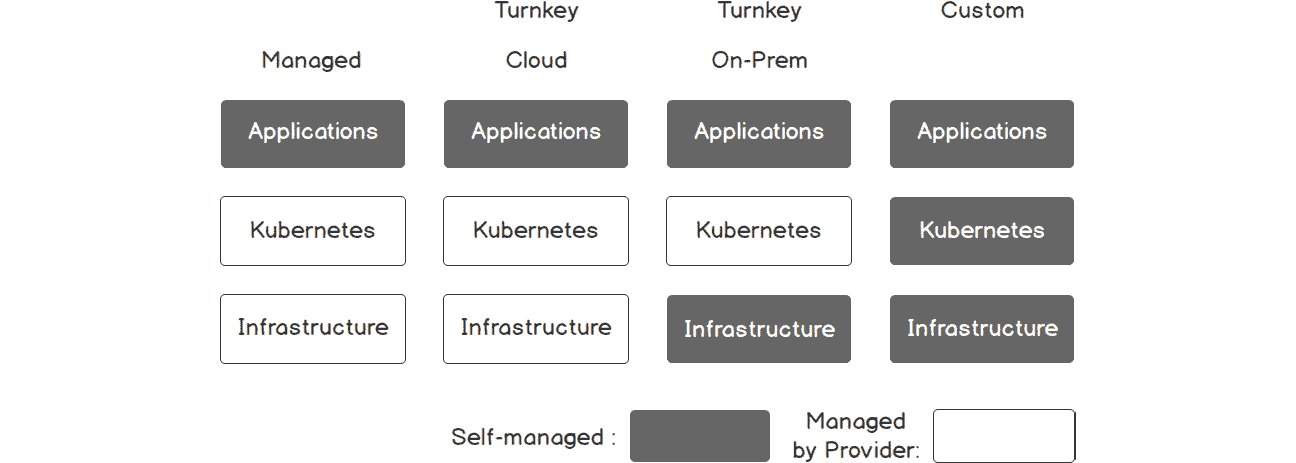 Turnkey Turnkey Custom
Managed Cloud On-Prem
Applications Applications Applications Applications
Kubernetes Kubernetes Kubernetes Kubernetes
Infrastructure Infrastructure Infrastructure Infrastructure
Self-managed : Managed
by Provider: